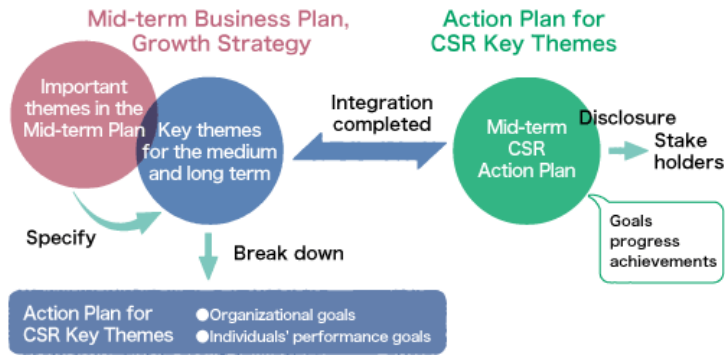 Mid-term Business Plan,
Growth Strategy
Action Plan for
CSR Key Themes
Important
themes in the
Mid-term Plan
Key themes
for the medium
and long term
Integration
completed
Mid-term
CSR
Action Plan
Disclosure
Stake
holders
Specify
Break down
Goals
progress
achievements
Action Plan for
CSR Key Themes
●Organizational goals
●Individuals' performance goals